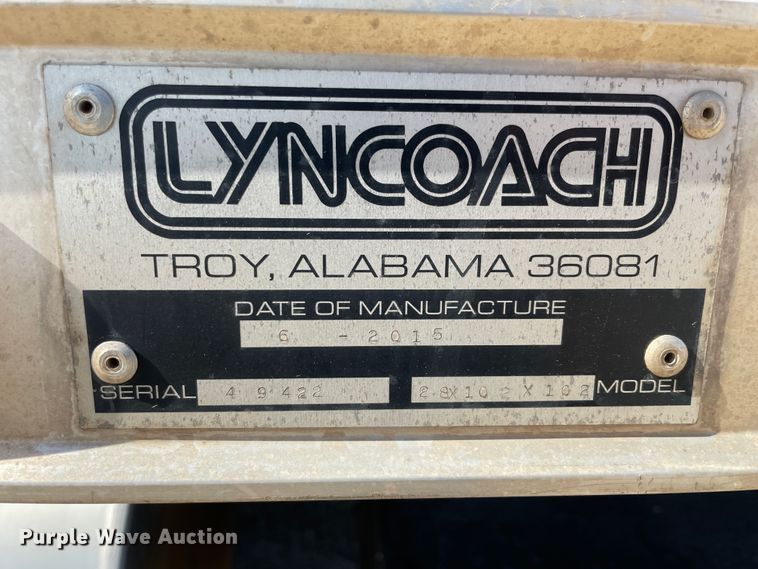 LYNCOACH
TROY, ALABAMA 36081
DATE OF MANUFACTURE
6 - 2015
SERIAL 49422 28X102X102 MODEL
Purple Wave Auction